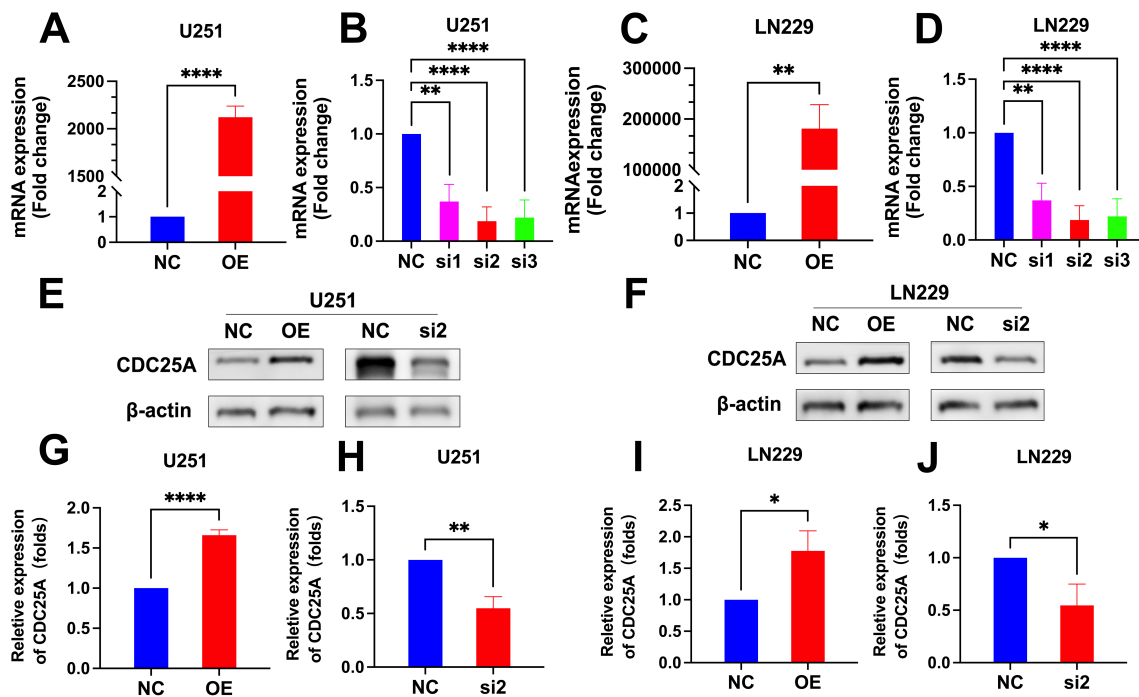 A
U251
mRNA expression
(Fold change)
2500
2000
1500
2
1
0
****
NC OE
B
U251
mRNA expression
(Fold change)
1.5
1.0
0.5
0.0
****
****
**
NC si1 si2 si3
C
LN229
mRNAexpression
(Fold change)
300000
200000
100000
2
1
0
**
NC OE
D
LN229
mRNA expression
(Fold change)
1.5
1.0
0.5
0.0
****
****
**
NC si1 si2 si3
E
U251
NC OE NC si2
CDC25A
β-actin
F
LN229
NC OE NC si2
CDC25A
β-actin
G
U251
Reletive expression
of CDC25A (folds)
2.0
1.5
1.0
0.5
0.0
****
NC OE
H
U251
Reletive expression
of CDC25A (folds)
1.5
1.0
0.5
0.0
**
NC si2
I
LN229
Reletive expression
of CDC25A (folds)
2.5
2.0
1.5
1.0
0.5
0.0
*
NC OE
J
LN229
Reletive expression
of CDC25A (folds)
1.5
1.0
0.5
0.0
*
NC si2